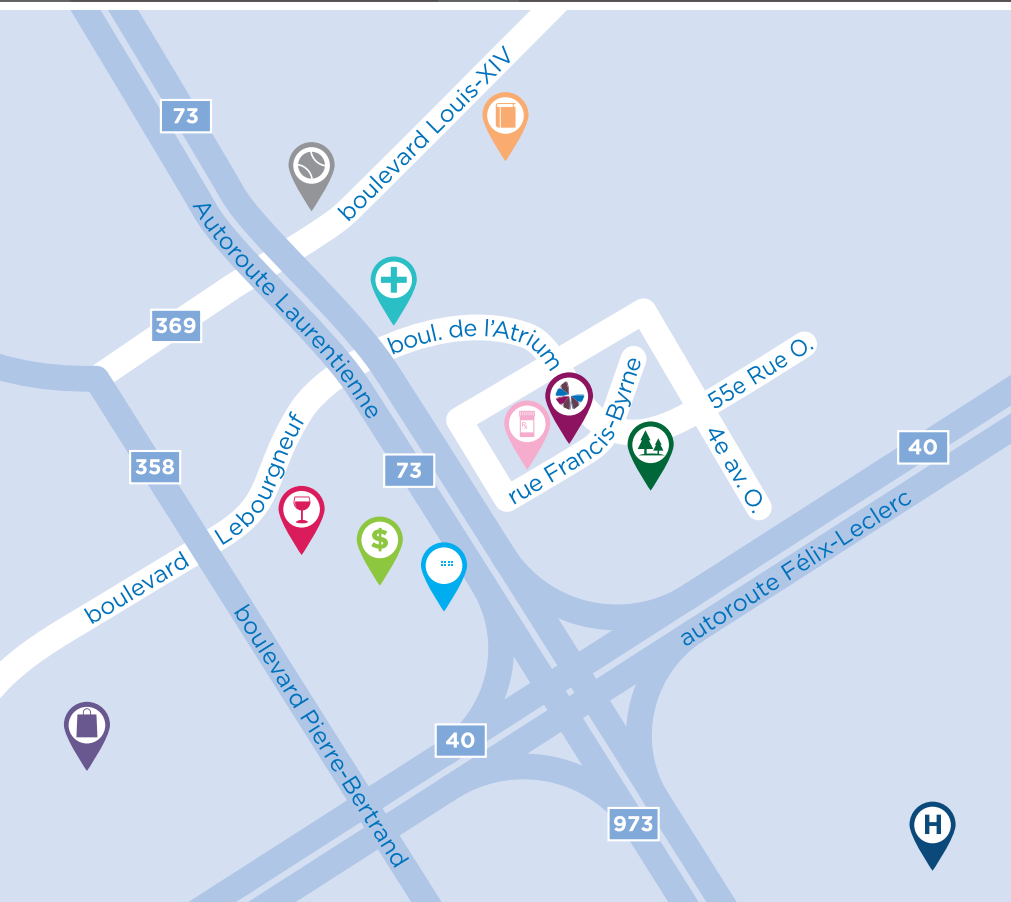 73
boulevard Louis-XIV
Autoroute Laurentienne
369
boul. de l'Atrium
55e Rue O.
rue Francis-Byrne
4e av. O.
40
358
73
boulevard Lebourgneuf
$
autoroute Félix-Leclerc
boulevard Pierre-Bertrand
40
973
H